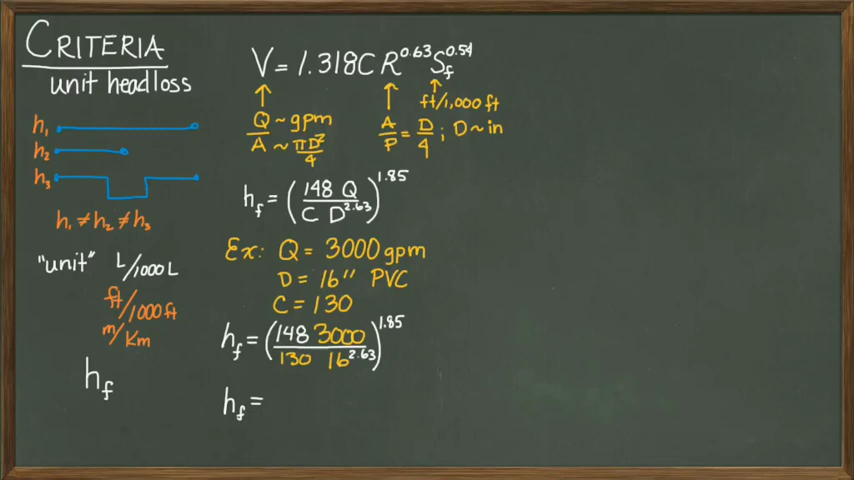 CRITERIA
unit headloss
h₁
h₂
h₃
h₁ ≠ h₂ ≠ h₃
"unit" L/1000 L
ft/1000 ft
m/Km
h_f
V = 1.318 C R^0.63 S_f^0.54
ft/1,000 ft
Q ~ gpm
A ~ πD²/4
A/P = D/4 ; D ~ in
h_f = (148 Q / C D^2.63)^1.85
Ex: Q = 3000 gpm
D = 16" PVC
C = 130
h_f = (148 3000 / 130 16^2.63)^1.85
h_f =